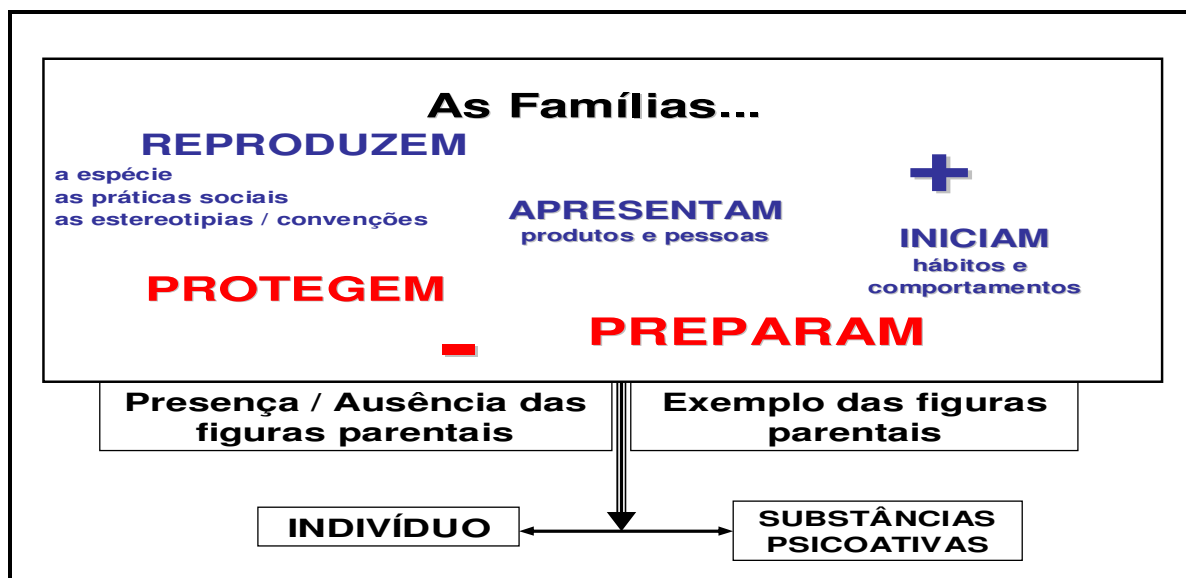 As Famílias...
REPRODUZEM
a espécie
as práticas sociais
as estereotipias / convenções
APRESENTAM
produtos e pessoas
+
INICIAM
hábitos e
comportamentos
PROTEGEM
-
PREPARAM
Presença / Ausência das
figuras parentais
Exemplo das figuras
parentais
INDIVÍDUO
SUBSTÂNCIAS
PSICOATIVAS